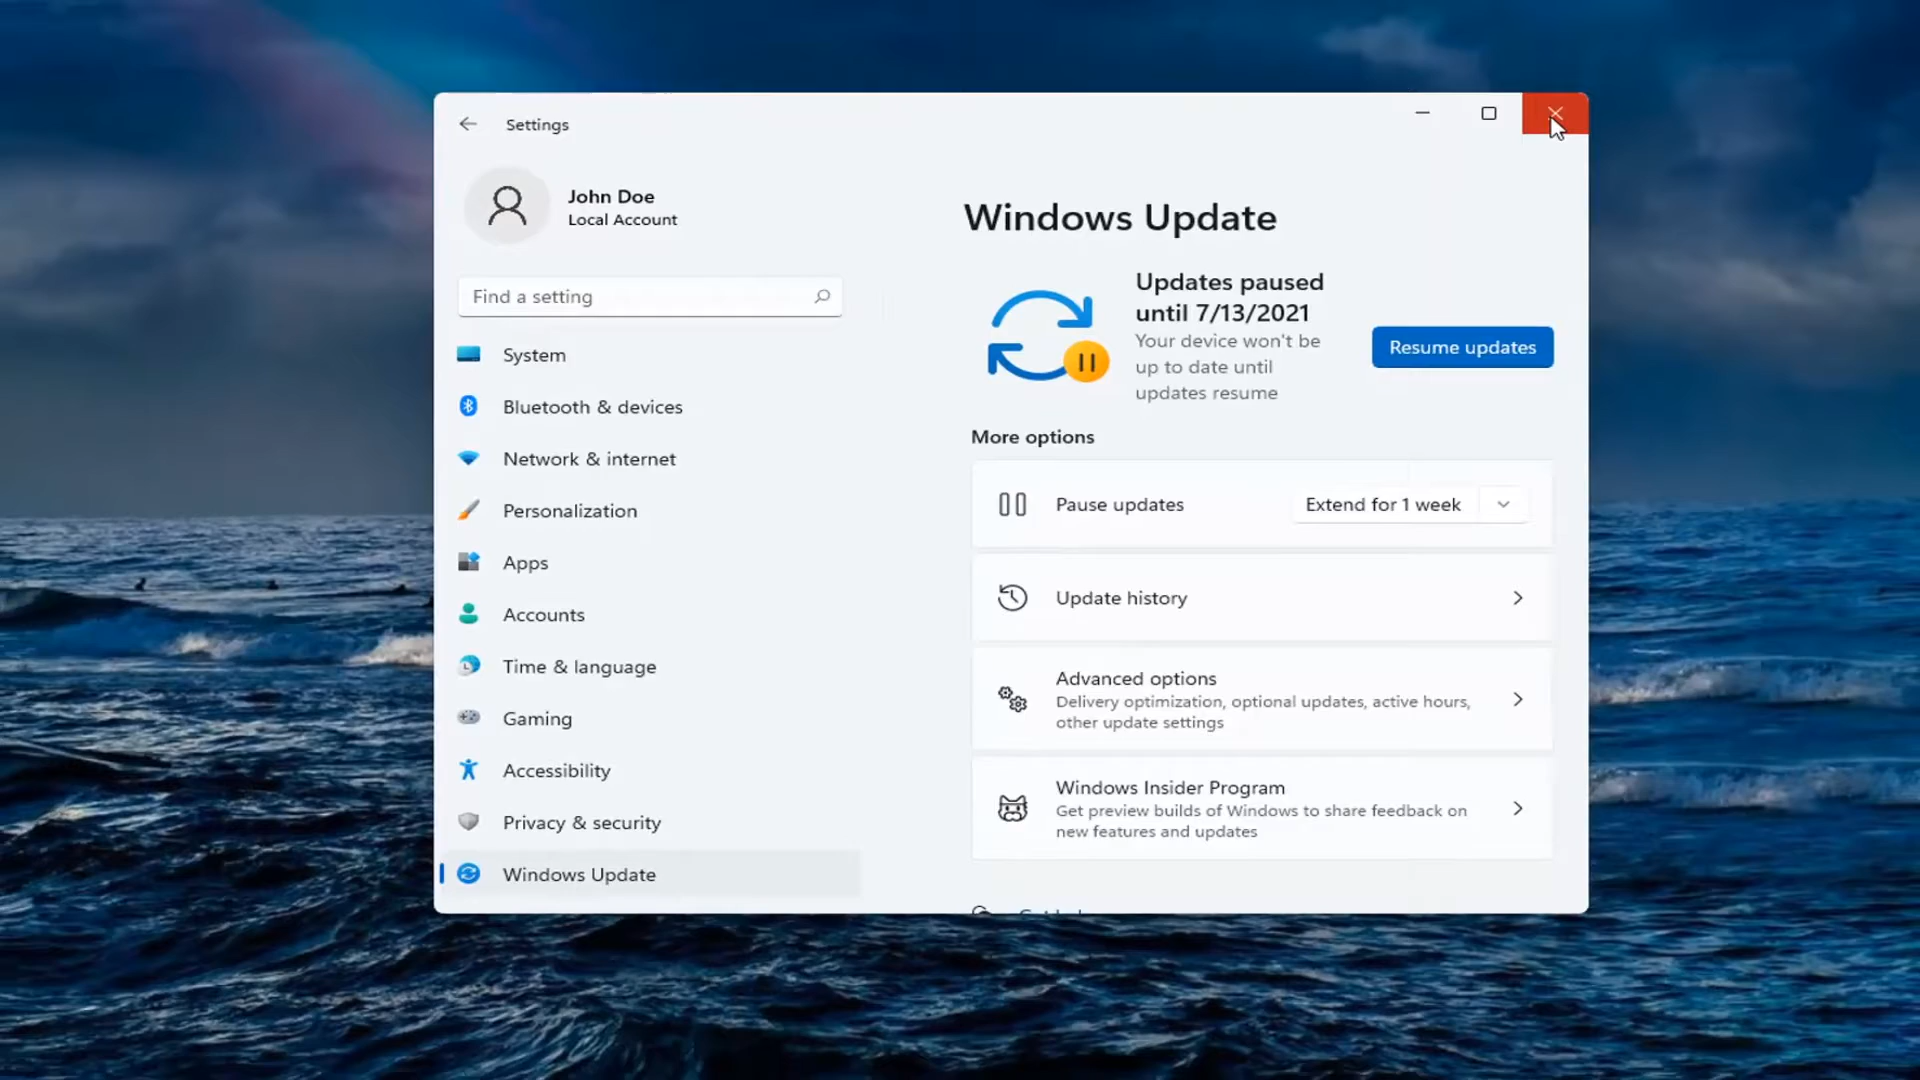 Settings
John Doe
Local Account
Find a setting
System
Bluetooth & devices
Network & internet
Personalization
Apps
Accounts
Time & language
Gaming
Accessibility
Privacy & security
Windows Update
Windows Update
Updates paused
until 7/13/2021
Your device won't be
up to date until
updates resume
Resume updates
More options
Pause updates
Extend for 1 week
Update history
Advanced options
Delivery optimization, optional updates, active hours,
other update settings
Windows Insider Program
Get preview builds of Windows to share feedback on
new features and updates